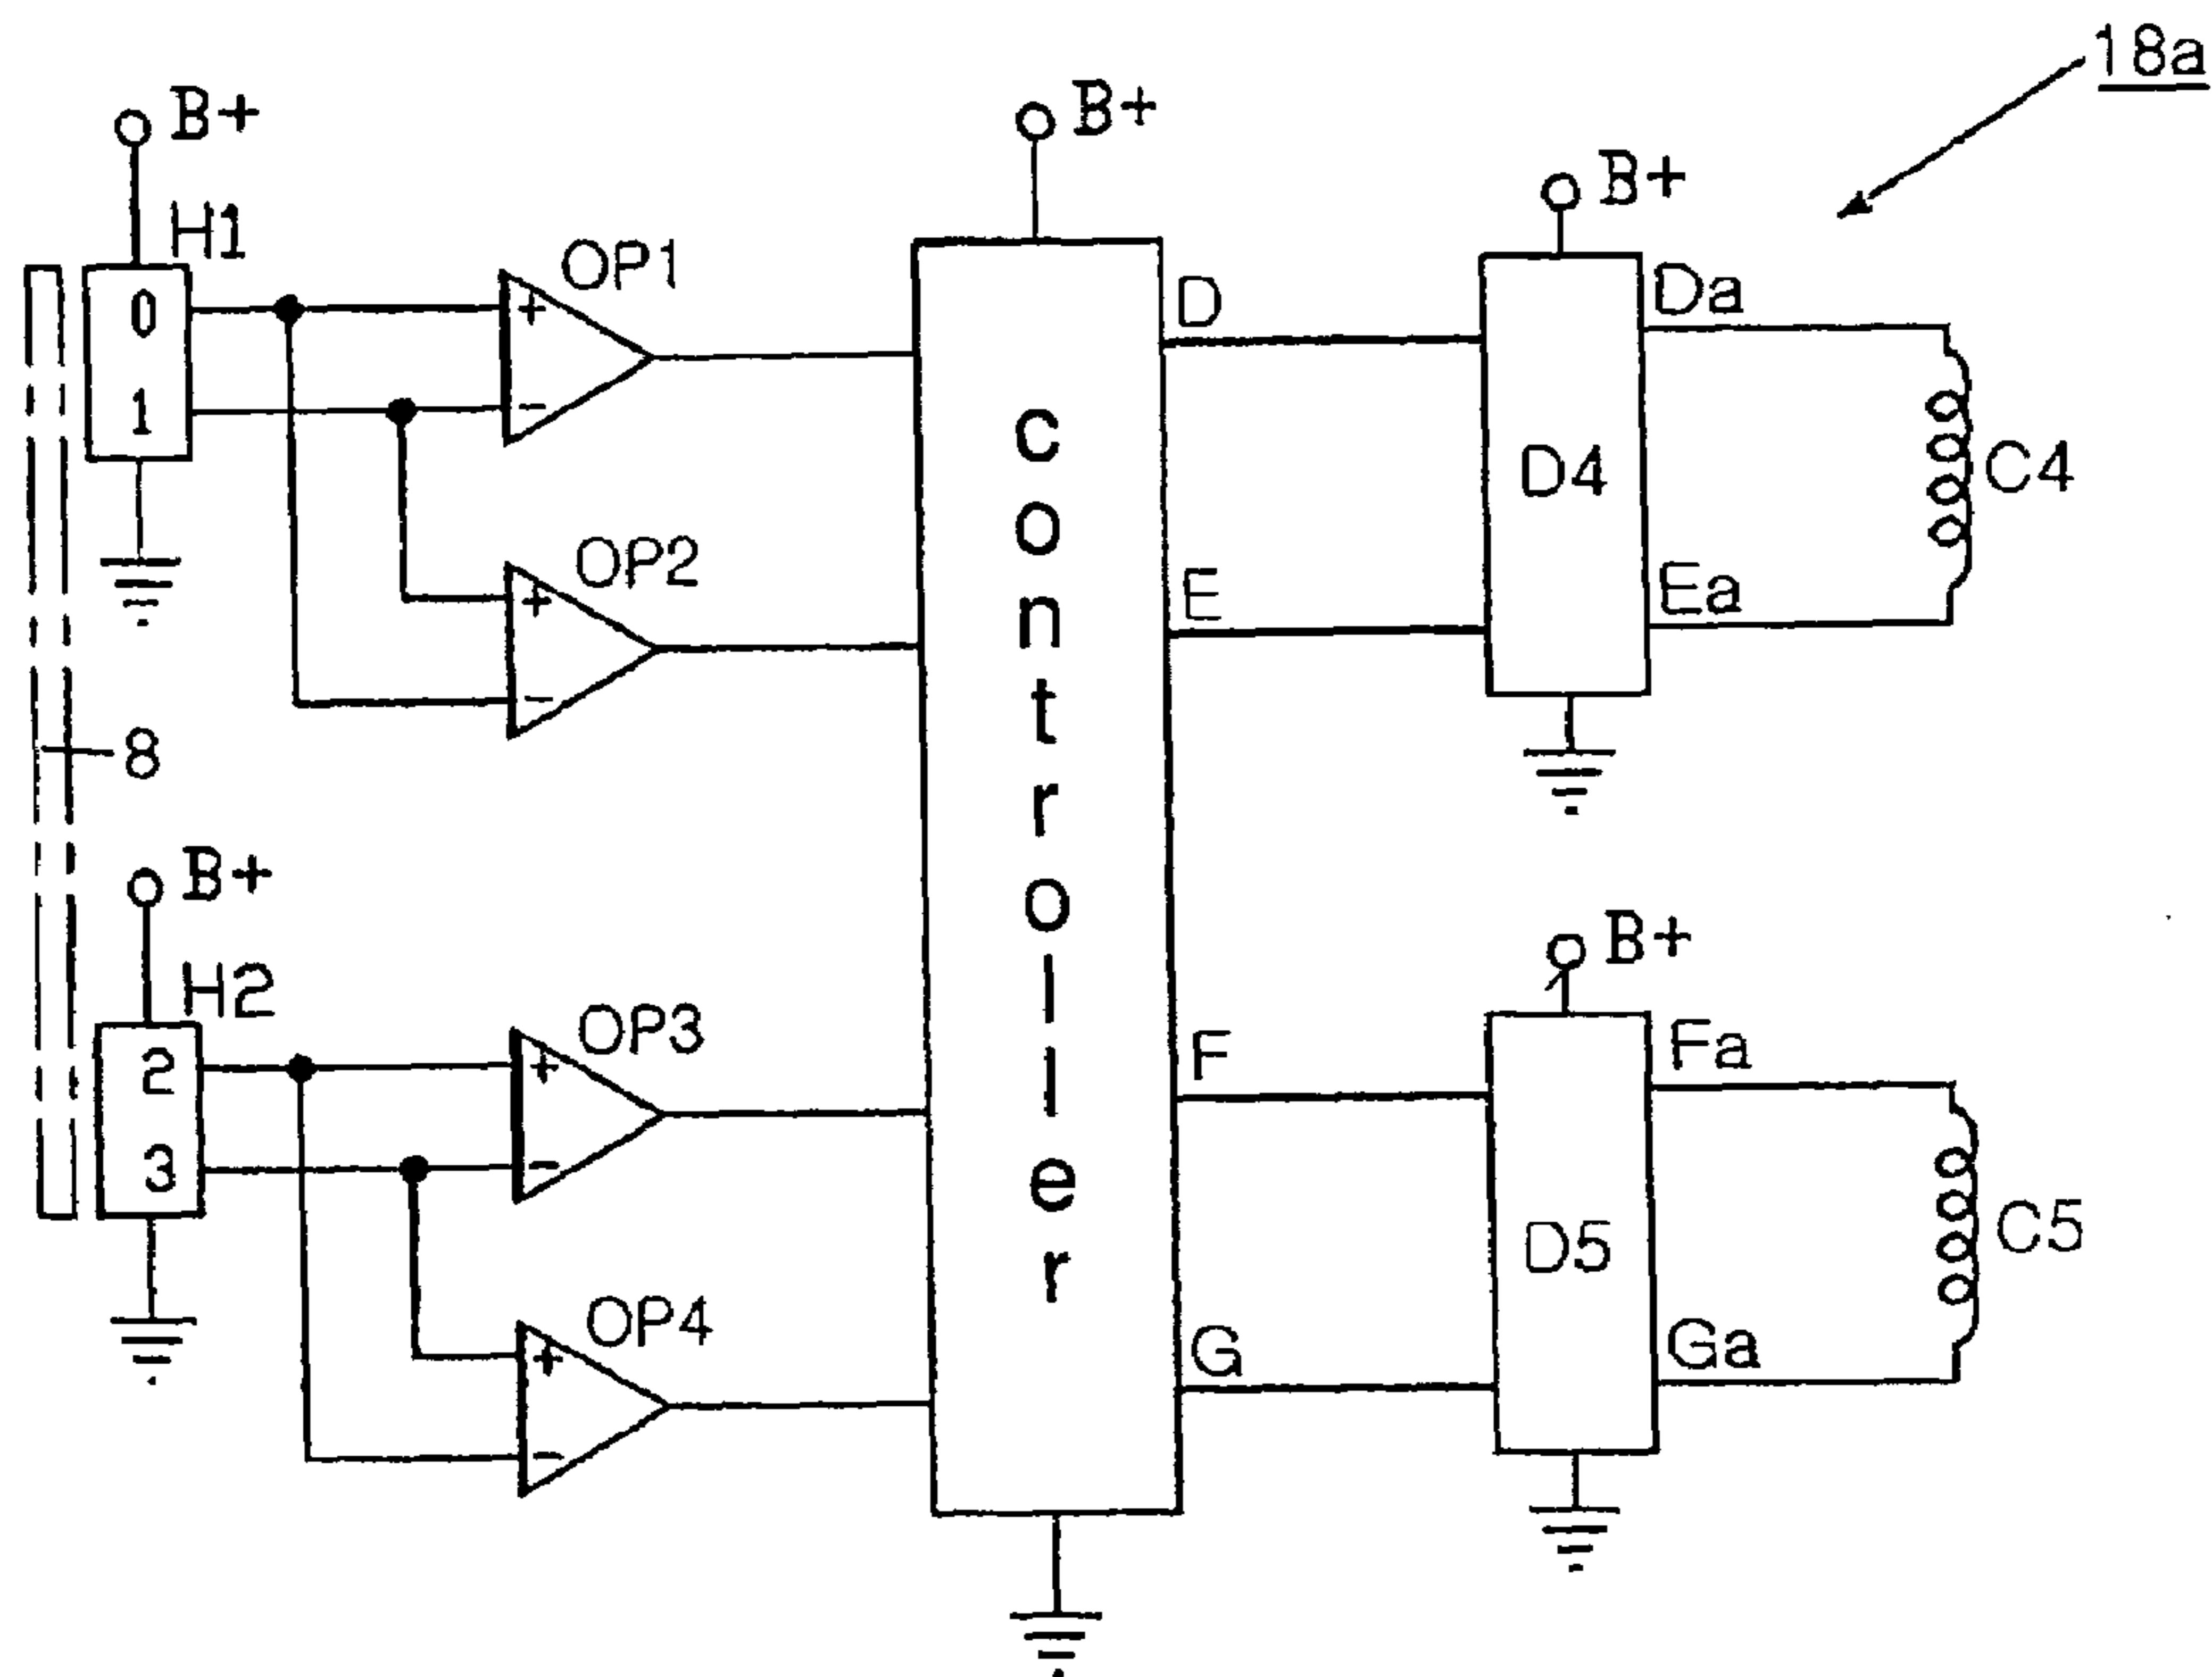 18a
B+
B+
B+
H1
0
1
OP1
+
-
D
Da
controller
D4
C4
OP2
+
-
E
Ea
8
B+
B+
H2
2
3
OP3
+
-
F
Fa
D5
C5
OP4
+
-
G
Ga